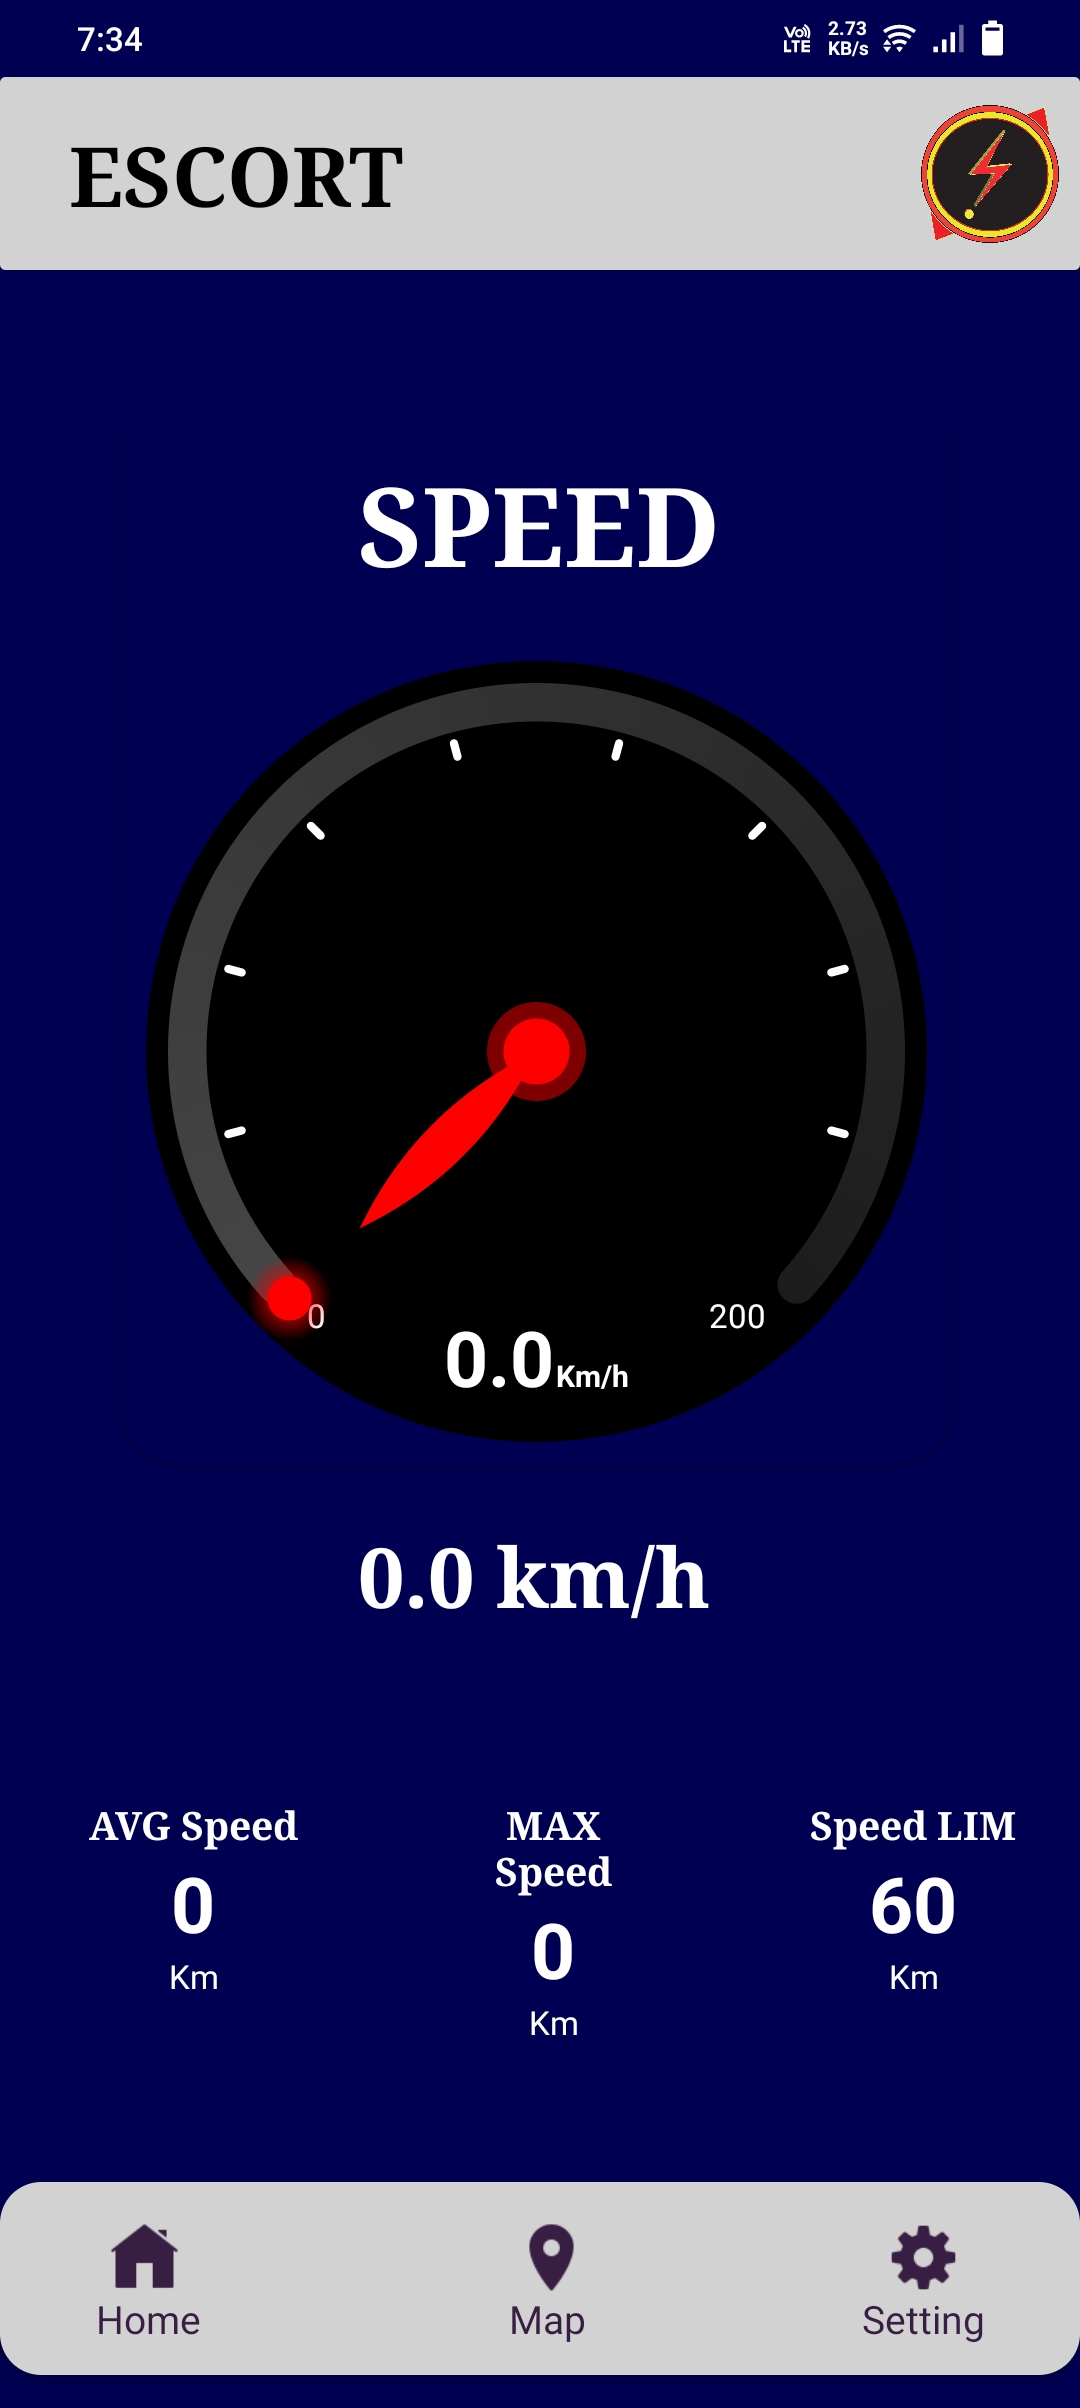 7:34
Vo)) LTE 2.73 KB/s
ESCORT
SPEED
0
200
0.0Km/h
0.0 km/h
AVG Speed
0
Km
MAX
Speed
0
Km
Speed LIM
60
Km
Home
Map
Setting